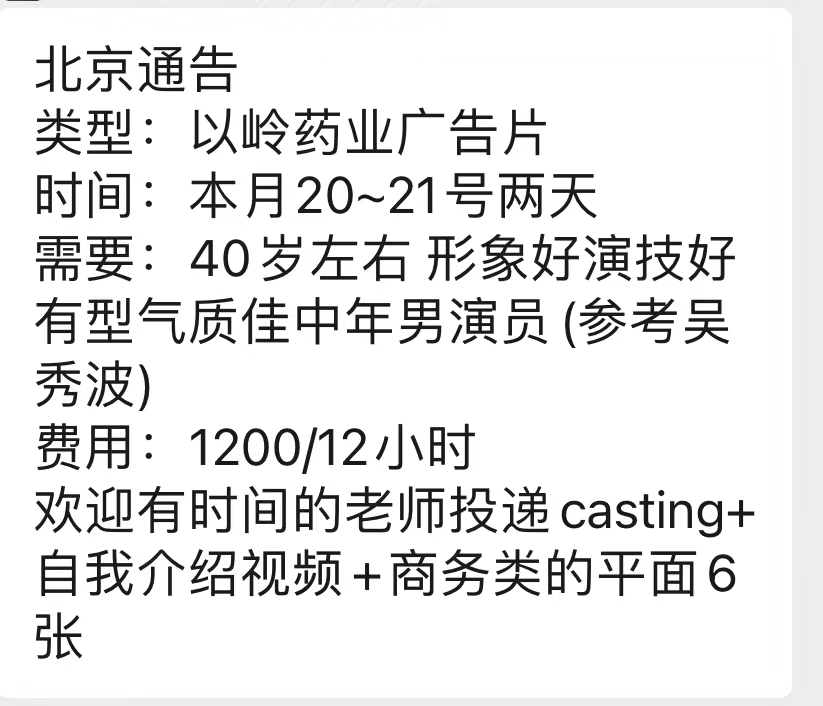 北京通告
类型：以岭药业广告片
时间：本月20~21号两天
需要：40岁左右 形象好演技好
有型气质佳中年男演员(参考吴
秀波)
费用：1200/12小时
欢迎有时间的老师投递casting+
自我介绍视频+商务类的平面6
张